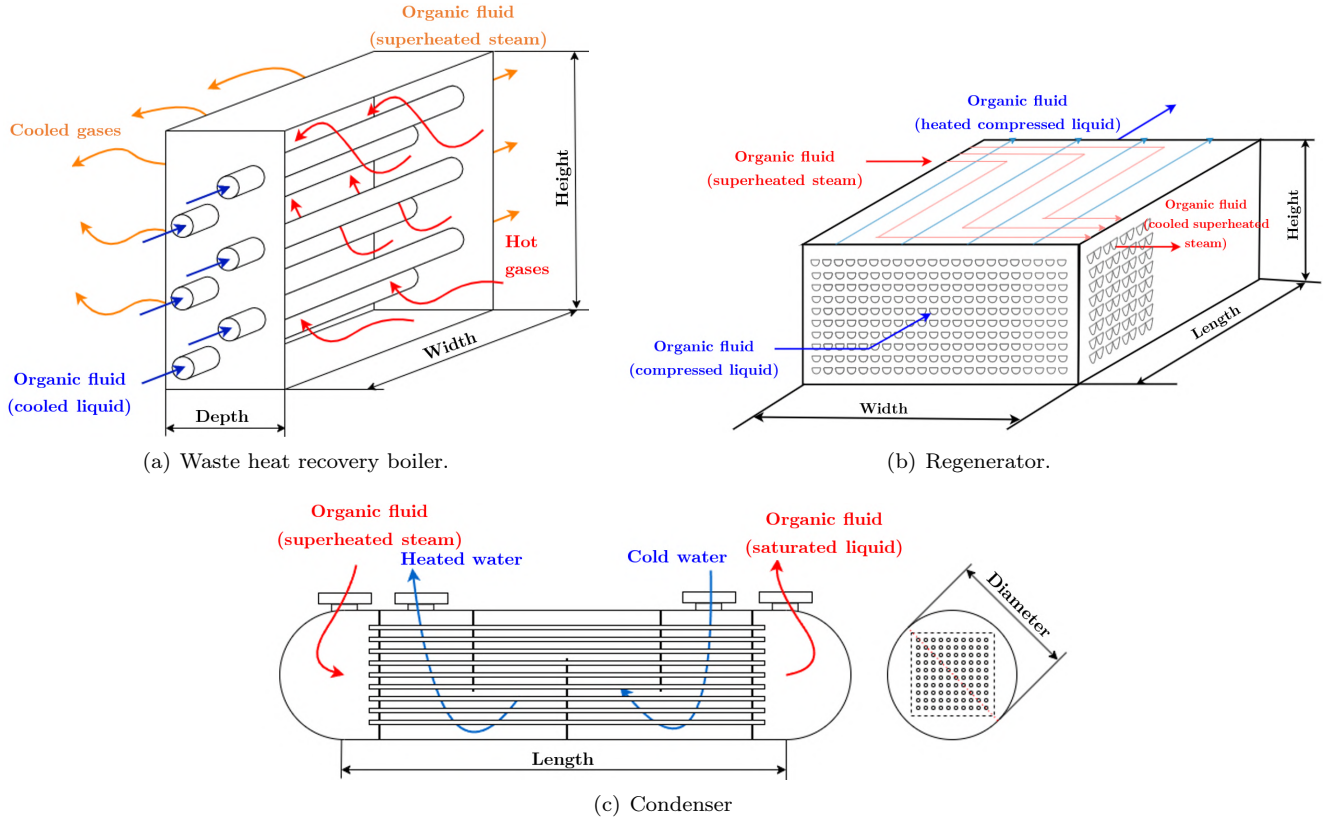 Organic fluid
(superheated steam)
Cooled gases
Height
Hot
gases
Width
Organic fluid
(cooled liquid)
Depth
(a) Waste heat recovery boiler.
Organic fluid
(heated compressed liquid)
Organic fluid
(superheated steam)
Organic fluid
(cooled superheated
steam)
Height
Organic fluid
(compressed liquid)
Length
Width
(b) Regenerator.
Organic fluid
(superheated steam)
Heated water
Cold water
Organic fluid
(saturated liquid)
Diameter
Length
(c) Condenser